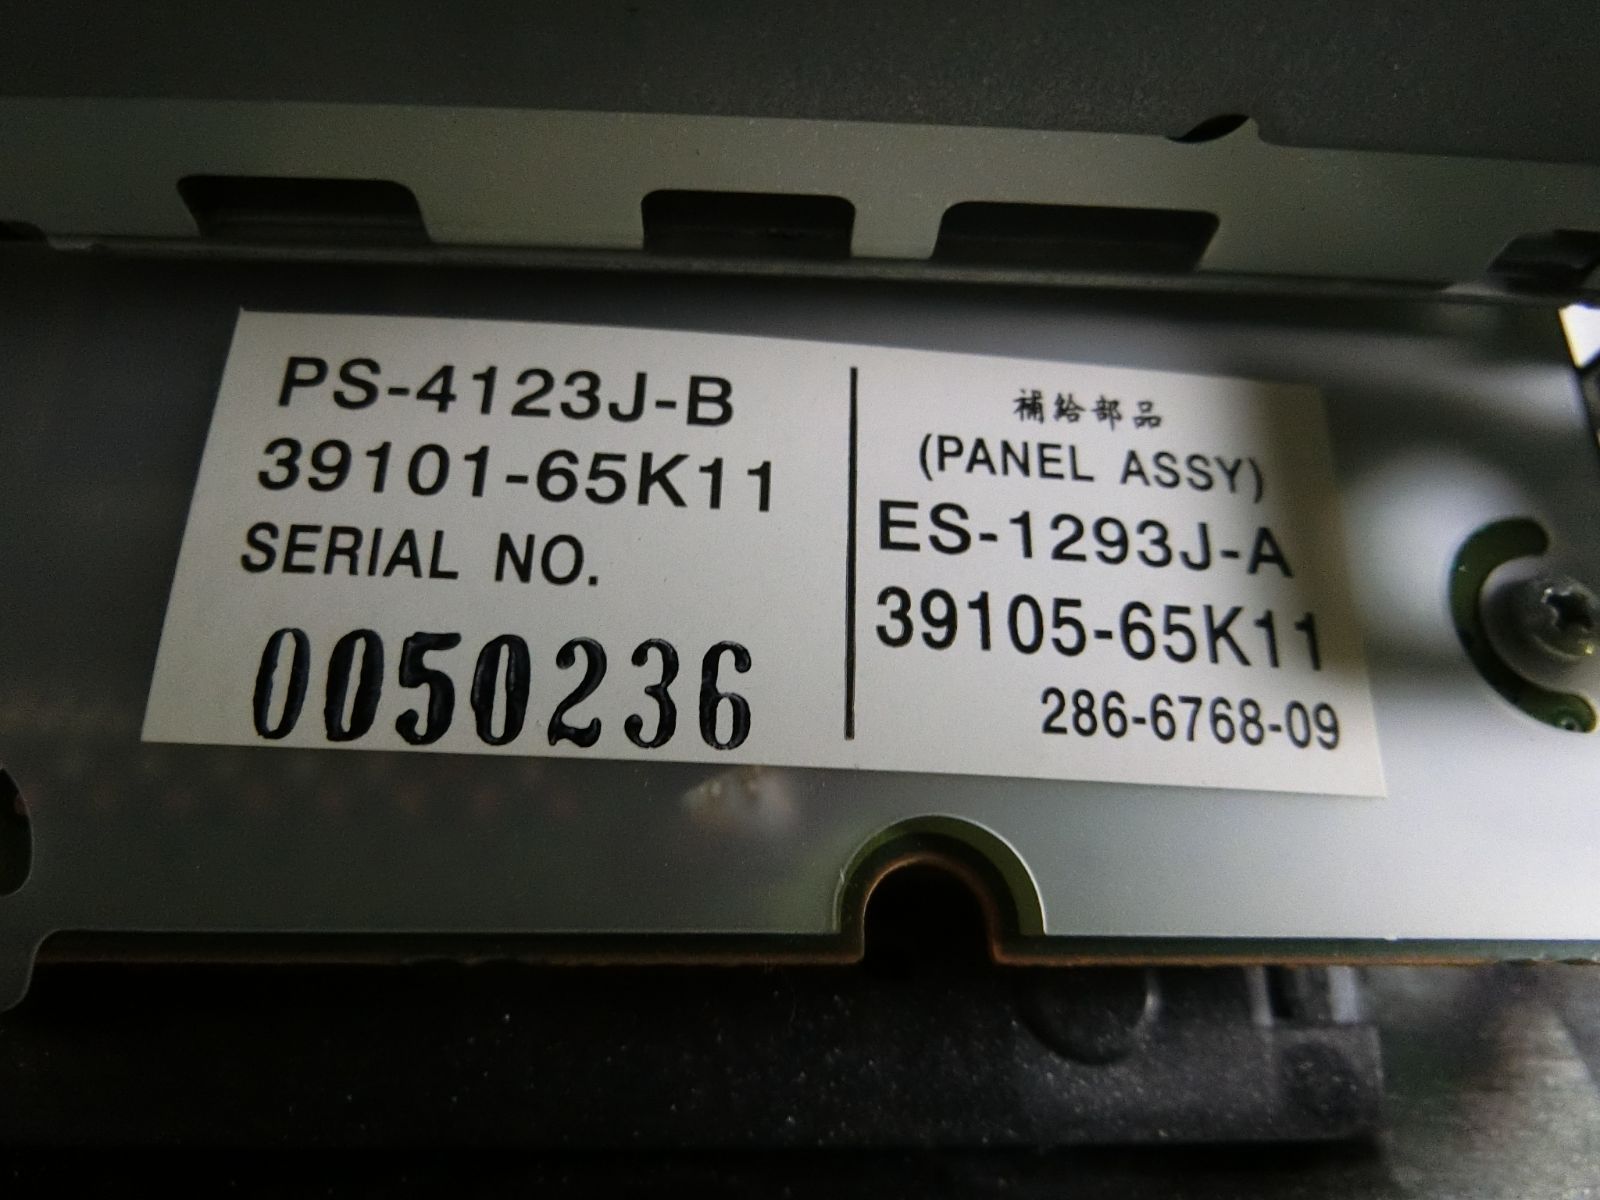 PS-4123J-B
39101-65K11
SERIAL NO.
0050236
補給部品
(PANEL ASSY)
ES-1293J-A
39105-65K11
286-6768-09